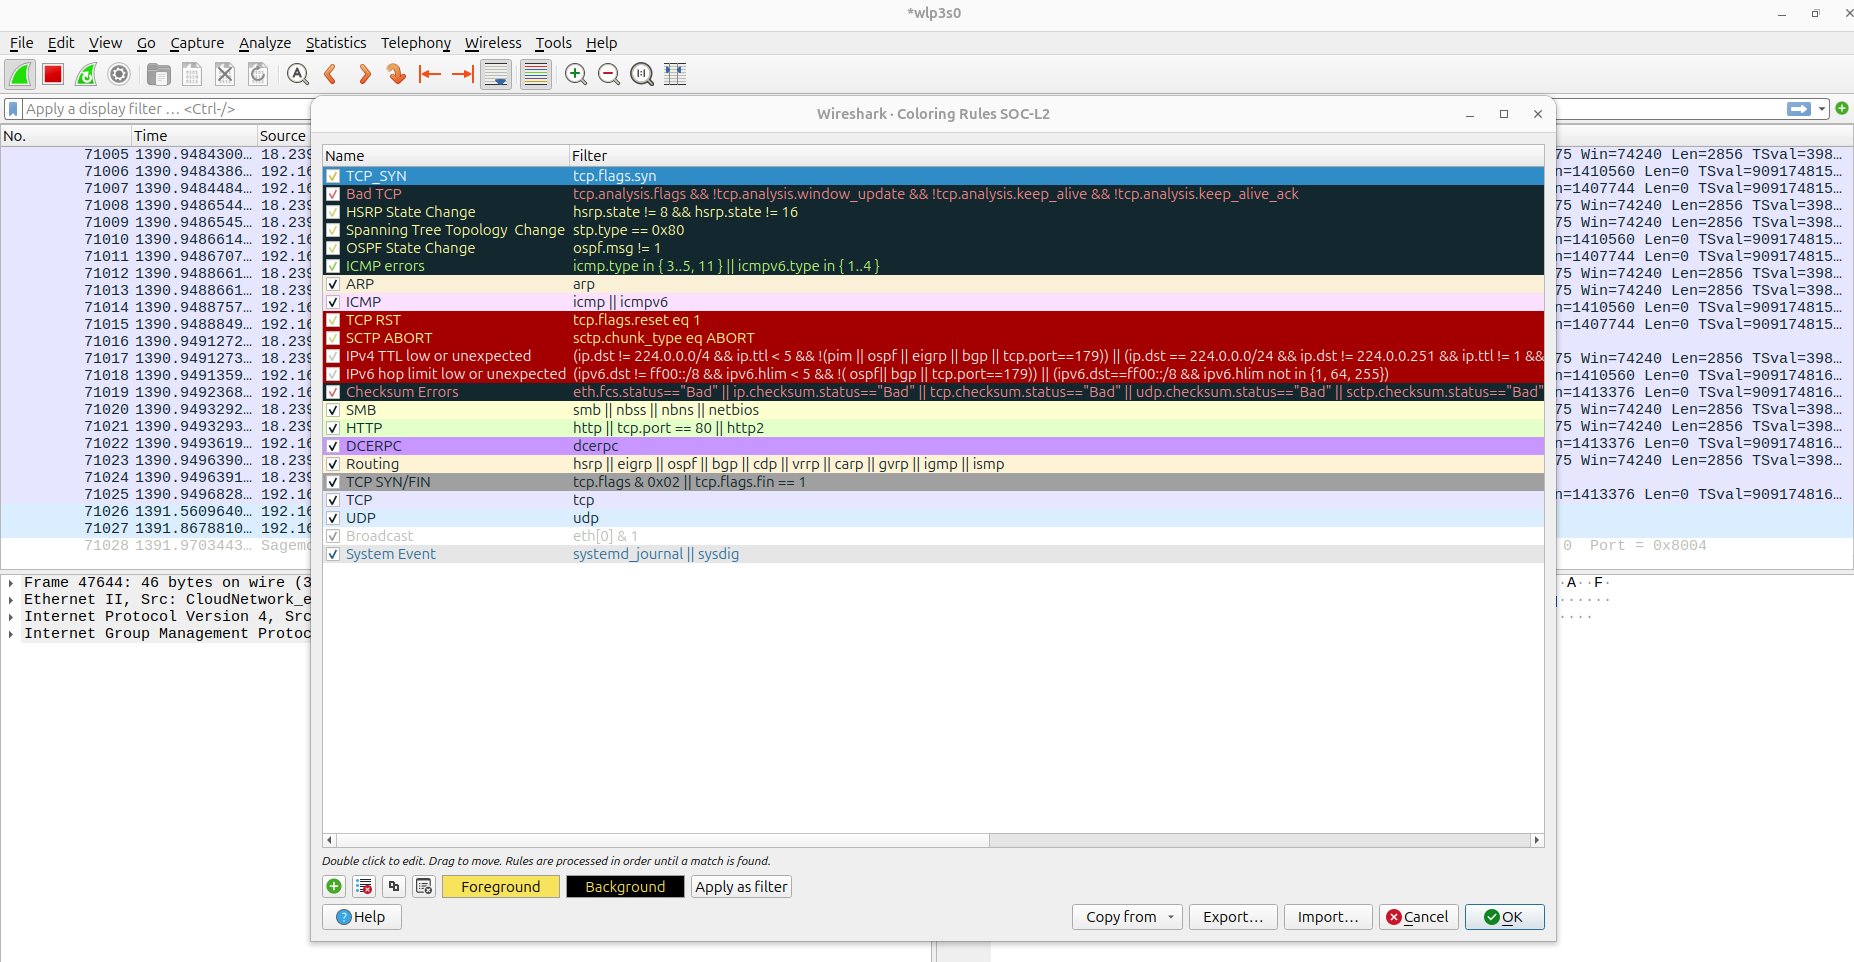 *wlp3s0
File Edit View Go Capture Analyze Statistics Telephony Wireless Tools Help
Apply a display filter … <Ctrl-/>
Wireshark · Coloring Rules SOC-L2
No. Time Source
71005 1390.9484300… 18.239
71006 1390.9484386… 192.16
71007 1390.9484484… 192.16
71008 1390.9486544… 18.239
71009 1390.9486545… 18.239
71010 1390.9486614… 192.16
71011 1390.9486707… 192.16
71012 1390.9488661… 18.239
71013 1390.9488661… 18.239
71014 1390.9488757… 192.16
71015 1390.9488849… 192.16
71016 1390.9491272… 18.239
71017 1390.9491273… 18.239
71018 1390.9491359… 192.16
71019 1390.9492368… 192.16
71020 1390.9493292… 18.239
71021 1390.9493293… 18.239
71022 1390.9493619… 192.16
71023 1390.9496390… 18.239
71024 1390.9496391… 18.239
71025 1390.9496828… 192.16
71026 1391.5609640… 192.16
71027 1391.8678810… 192.16
71028 1391.9703443… Sagem
Name Filter
TCP_SYN tcp.flags.syn
Bad TCP tcp.analysis.flags && !tcp.analysis.window_update && !tcp.analysis.keep_alive && !tcp.analysis.keep_alive_ack
HSRP State Change hsrp.state != 8 && hsrp.state != 16
Spanning Tree Topology  Change stp.type == 0x80
OSPF State Change ospf.msg != 1
ICMP errors icmp.type in { 3..5, 11 } || icmpv6.type in { 1..4 }
ARP arp
ICMP icmp || icmpv6
TCP RST tcp.flags.reset eq 1
SCTP ABORT sctp.chunk_type eq ABORT
IPv4 TTL low or unexpected (ip.dst != 224.0.0.0/4 && ip.ttl < 5 && !(pim || ospf || eigrp || bgp || tcp.port==179)) || (ip.dst == 224.0.0.0/24 && ip.dst != 224.0.0.251 && ip.ttl != 1 &&
IPv6 hop limit low or unexpected (ipv6.dst != ff00::/8 && ipv6.hlim < 5 && !( ospf|| bgp || tcp.port==179)) || (ipv6.dst==ff00::/8 && ipv6.hlim not in {1, 64, 255})
Checksum Errors eth.fcs.status=="Bad" || ip.checksum.status=="Bad" || tcp.checksum.status=="Bad" || udp.checksum.status=="Bad" || sctp.checksum.status=="Bad"
SMB smb || nbss || nbns || netbios
HTTP http || tcp.port == 80 || http2
DCERPC dcerpc
Routing hsrp || eigrp || ospf || bgp || cdp || vrrp || carp || gvrp || igmp || ismp
TCP SYN/FIN tcp.flags & 0x02 || tcp.flags.fin == 1
TCP tcp
UDP udp
Broadcast eth[0] & 1
System Event systemd_journal || sysdig
75 Win=74240 Len=2856 TSval=398…
n=1410560 Len=0 TSval=909174815…
n=1407744 Len=0 TSval=909174815…
75 Win=74240 Len=2856 TSval=398…
75 Win=74240 Len=2856 TSval=398…
n=1410560 Len=0 TSval=909174815…
n=1407744 Len=0 TSval=909174815…
75 Win=74240 Len=2856 TSval=398…
75 Win=74240 Len=2856 TSval=398…
n=1410560 Len=0 TSval=909174815…
n=1407744 Len=0 TSval=909174815…
75 Win=74240 Len=2856 TSval=398…
n=1410560 Len=0 TSval=909174815…
n=1413376 Len=0 TSval=909174816…
75 Win=74240 Len=2856 TSval=398…
75 Win=74240 Len=2856 TSval=398…
n=1413376 Len=0 TSval=909174816…
75 Win=74240 Len=2856 TSval=398…
n=1413376 Len=0 TSval=909174816…
0 Port = 0x8004
Frame 47644: 46 bytes on wire (3
Ethernet II, Src: CloudNetwork_e
Internet Protocol Version 4, Src
Internet Group Management Protoc
·A··F·
Double click to edit. Drag to move. Rules are processed in order until a match is found.
Foreground Background Apply as filter
Help Copy from Export… Import… Cancel OK